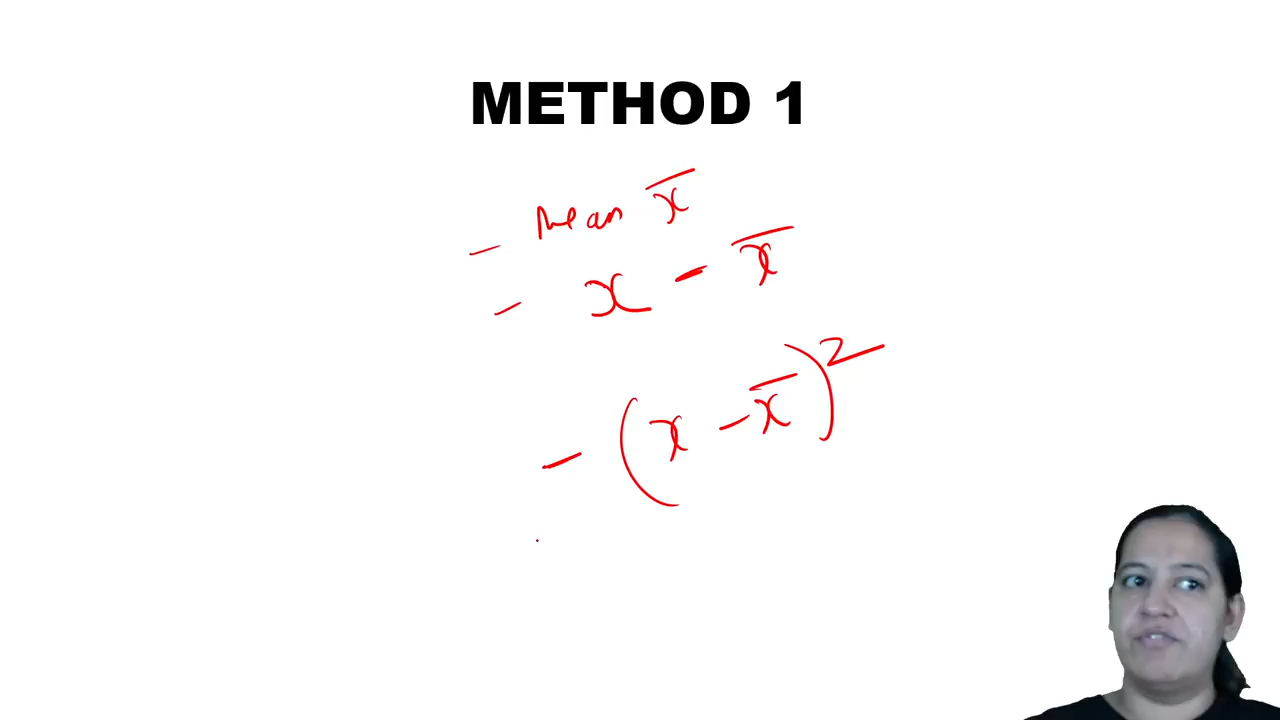 METHOD 1
- mean x̅
- x - x̅
- (x - x̅)²